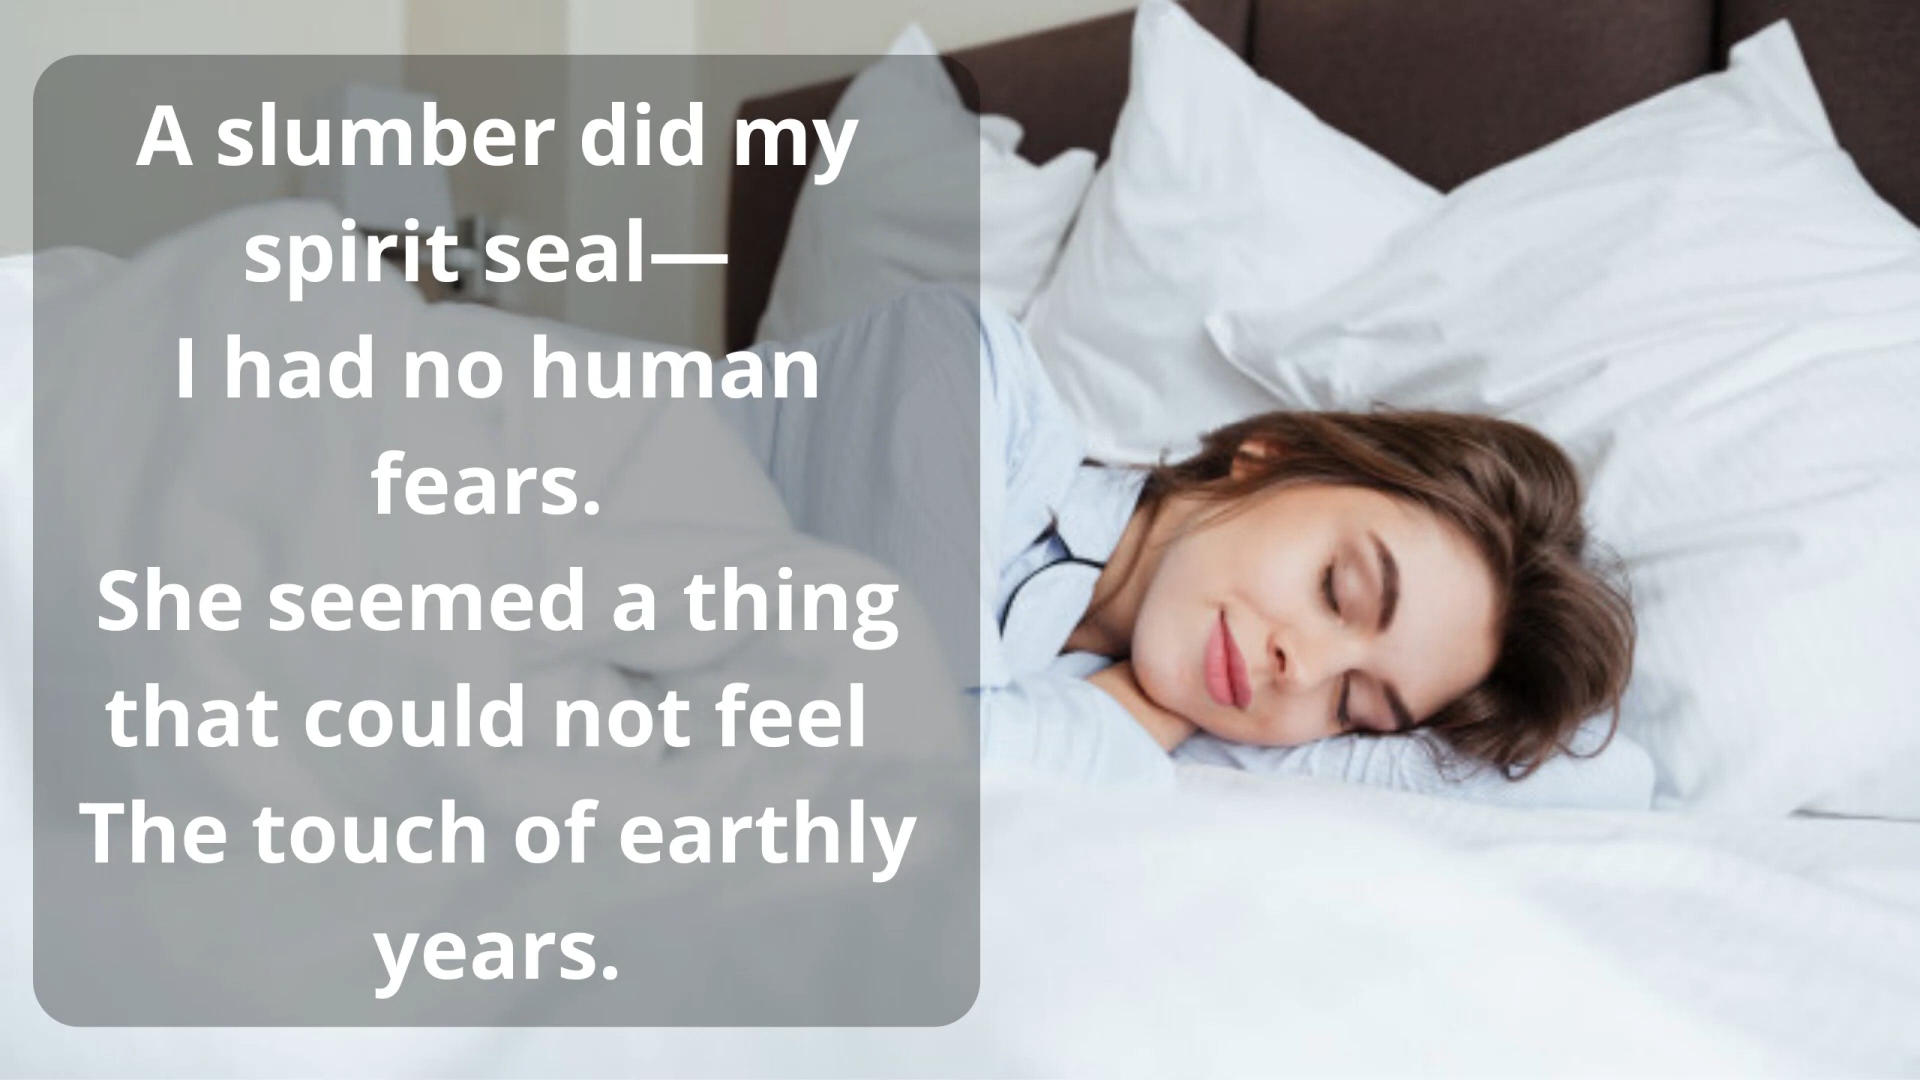 A slumber did my
spirit seal—
I had no human
fears.
She seemed a thing
that could not feel
The touch of earthly
years.